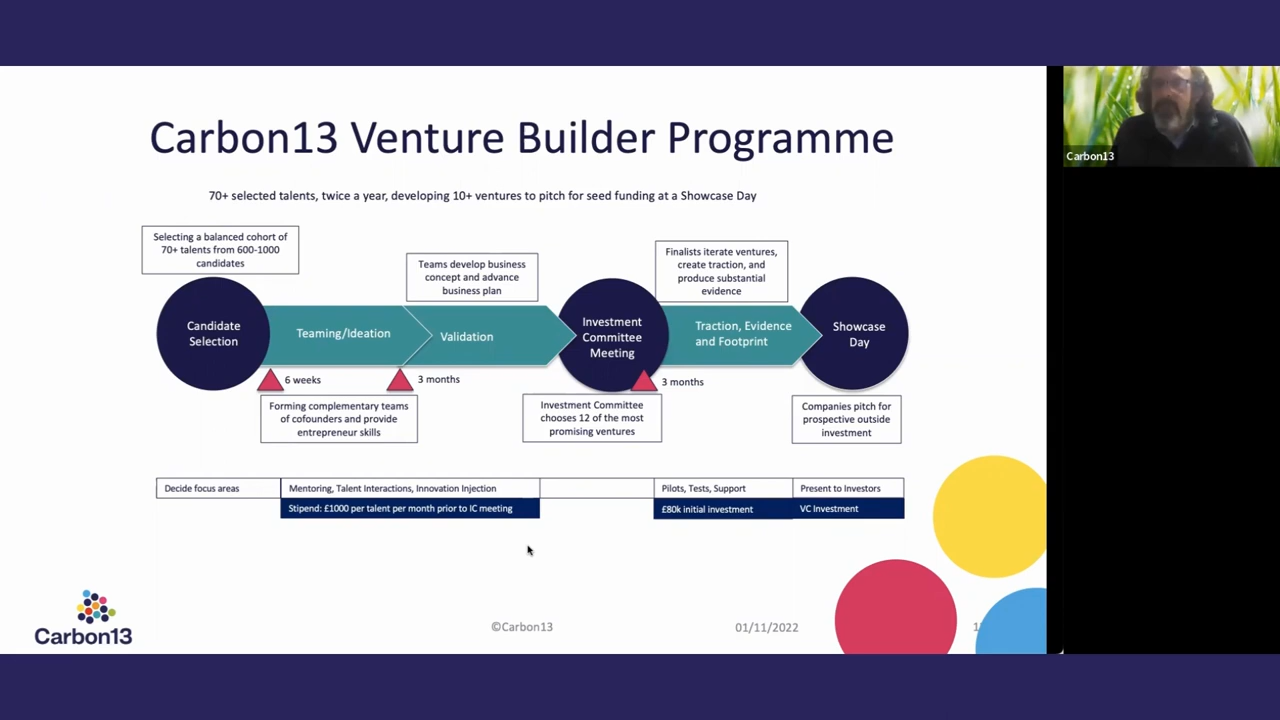 Carbon13 Venture Builder Programme
70+ selected talents, twice a year, developing 10+ ventures to pitch for seed funding at a Showcase Day
Selecting a balanced cohort of
70+ talents from 600-1000
candidates
Teams develop business
concept and advance
business plan
Finalists iterate ventures,
create traction, and
produce substantial
evidence
Candidate
Selection
Teaming/Ideation
Validation
Investment
Committee
Meeting
Traction, Evidence
and Footprint
Showcase
Day
6 weeks
3 months
3 months
Forming complementary teams
of cofounders and provide
entrepreneur skills
Investment Committee
chooses 12 of the most
promising ventures
Companies pitch for
prospective outside
investment
Decide focus areas
Mentoring, Talent Interactions, Innovation Injection
Pilots, Tests, Support
Present to Investors
Stipend: £1000 per talent per month prior to IC meeting
£80k initial investment
VC Investment
Carbon13
©Carbon13
01/11/2022
Carbon13